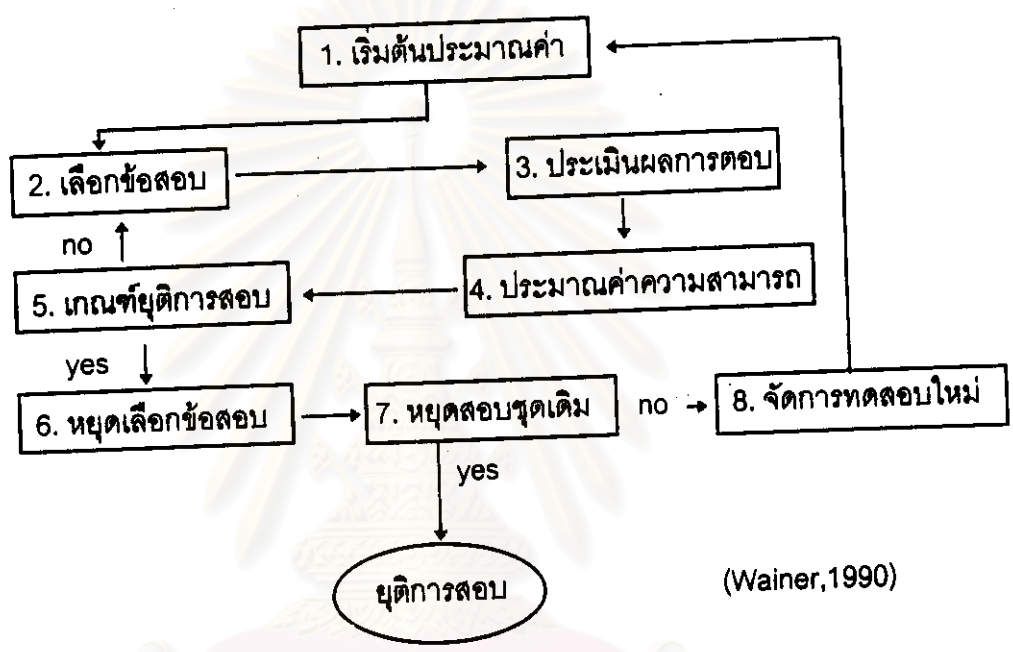 1. เริ่มต้นประมาณค่า
2. เลือกข้อสอบ
3. ประเมินผลการตอบ
no
4. ประมาณค่าความสามารถ
5. เกณฑ์ยุติการสอบ
yes
6. หยุดเลือกข้อสอบ
7. หยุดสอบชุดเดิม
no
8. จัดการทดสอบใหม่
yes
ยุติการสอบ
(Wainer,1990)